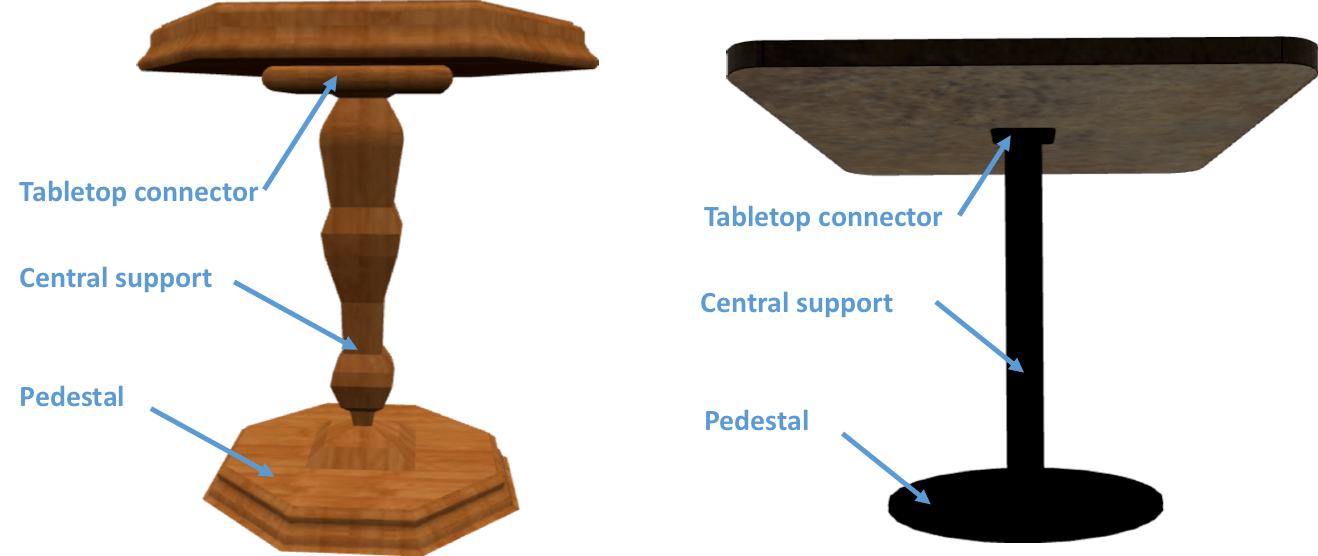 Tabletop connector
Central support
Pedestal
Tabletop connector
Central support
Pedestal